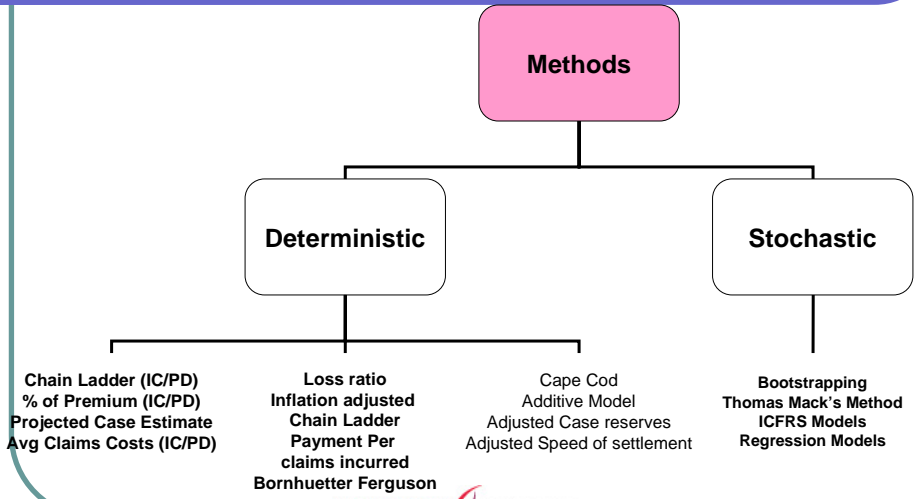 Methods
Deterministic
Stochastic
Chain Ladder (IC/PD)
% of Premium (IC/PD)
Projected Case Estimate
Avg Claims Costs (IC/PD)
Loss ratio
Inflation adjusted
Chain Ladder
Payment Per
claims incurred
Bornhuetter Ferguson
Cape Cod
Additive Model
Adjusted Case reserves
Adjusted Speed of settlement
Bootstrapping
Thomas Mack's Method
ICFRS Models
Regression Models